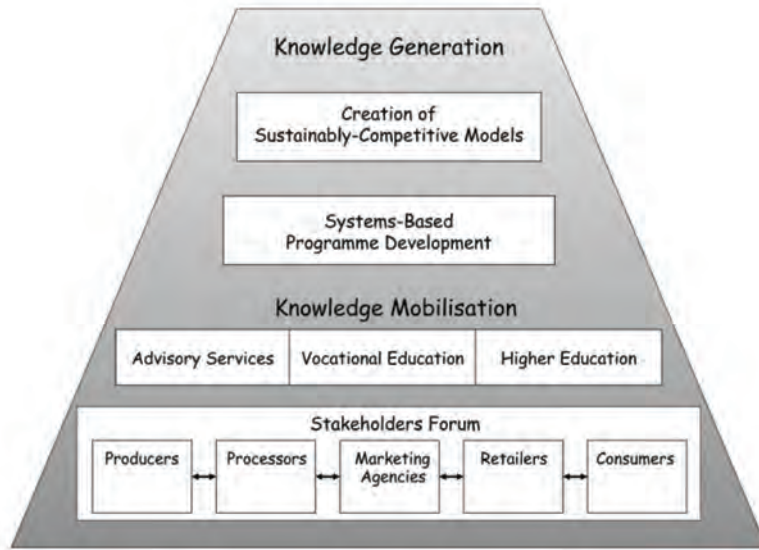 Knowledge Generation
Creation of
Sustainably-Competitive Models
Systems-Based
Programme Development
Knowledge Mobilisation
Advisory Services Vocational Education Higher Education
Stakeholders Forum
Producers Processors Marketing Agencies Retailers Consumers